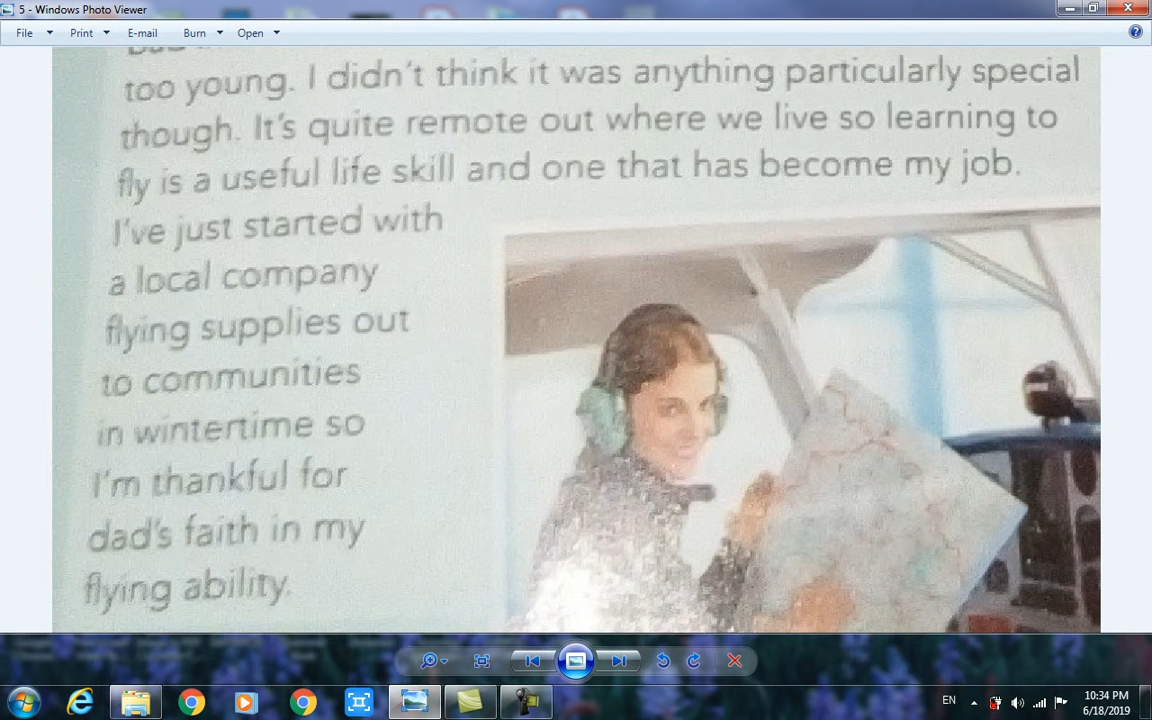 5 - Windows Photo Viewer
File Print E-mail Burn Open
too young. I didn't think it was anything particularly special
though. It's quite remote out where we live so learning to
fly is a useful life skill and one that has become my job.
I've just started with
a local company
flying supplies out
to communities
in wintertime so
I'm thankful for
dad's faith in my
flying ability.
EN
10:34 PM
6/18/2019